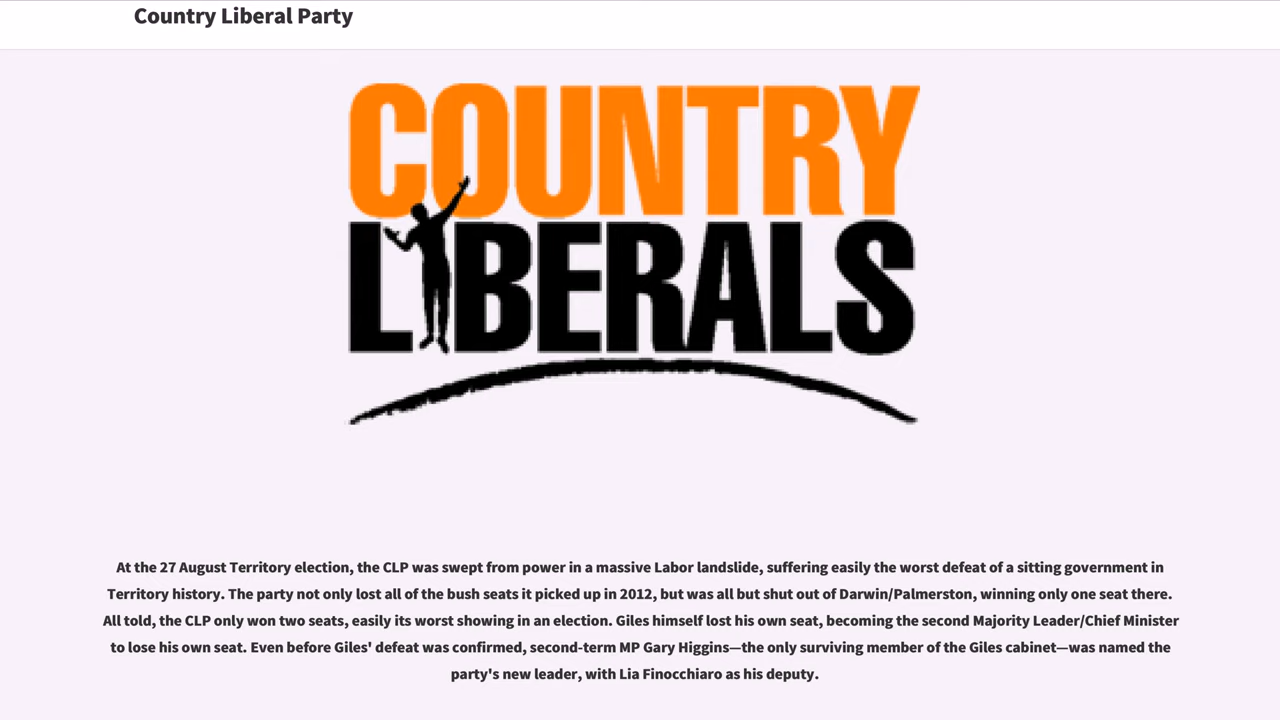 Country Liberal Party
COUNTRY
LIBERALS
At the 27 August Territory election, the CLP was swept from power in a massive Labor landslide, suffering easily the worst defeat of a sitting government in
Territory history. The party not only lost all of the bush seats it picked up in 2012, but was all but shut out of Darwin/Palmerston, winning only one seat there.
All told, the CLP only won two seats, easily its worst showing in an election. Giles himself lost his own seat, becoming the second Majority Leader/Chief Minister
to lose his own seat. Even before Giles' defeat was confirmed, second-term MP Gary Higgins—the only surviving member of the Giles cabinet—was named the
party's new leader, with Lia Finocchiaro as his deputy.